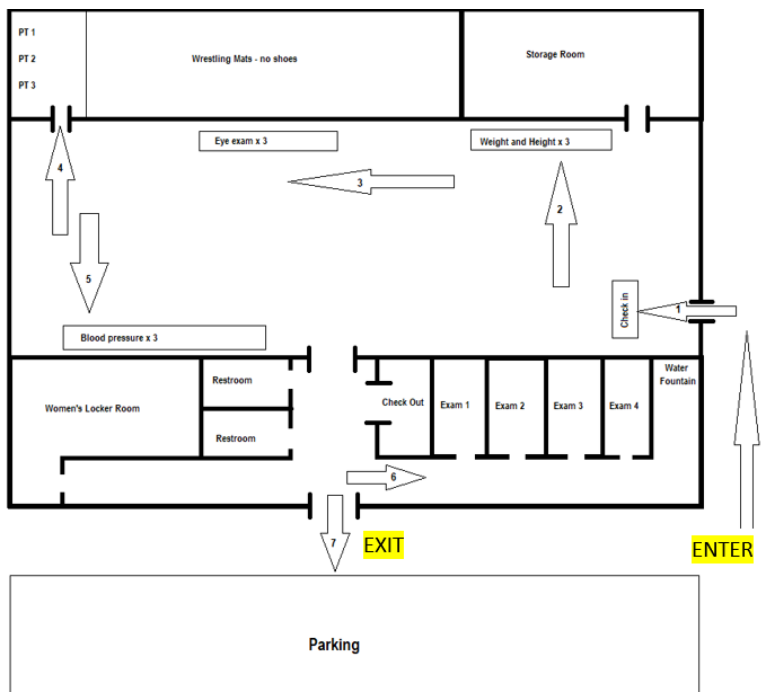 PT 1
PT 2
PT 3
Wrestling Mats - no shoes
Storage Room
Eye exam x 3
Weight and Height x 3
4
3
2
5
Check in
1
Blood pressure x 3
Women's Locker Room
Restroom
Restroom
Check Out
Exam 1
Exam 2
Exam 3
Exam 4
Water
Fountain
6
7
EXIT
ENTER
Parking